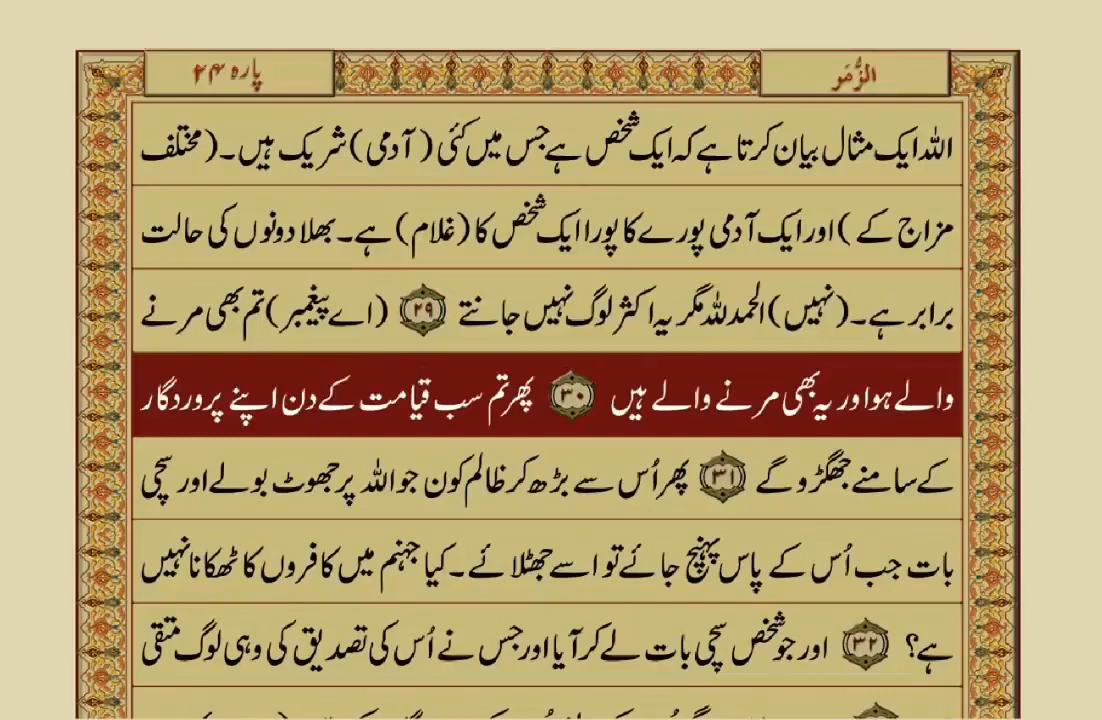 پارہ ۲۴
الزُّمَر
اللہ ایک مثال بیان کرتا ہے کہ ایک شخص ہے جس میں کئی (آدمی) شریک ہیں۔ (مختلف
مزاج کے) اور ایک آدمی پورے کا پورا ایک شخص کا (غلام) ہے۔ بھلا دونوں کی حالت
برابر ہے۔ (نہیں) الحمدللہ مگر یہ اکثر لوگ نہیں جانتے ۲۹ (اے پیغمبر) تم بھی مرنے
والے ہو اور یہ بھی مرنے والے ہیں ۳۰ پھر تم سب قیامت کے دن اپنے پروردگار
کے سامنے جھگڑو گے ۳۱ پھر اُس سے بڑھ کر ظالم کون جو اللہ پر جھوٹ بولے اور سچی
بات جب اُس کے پاس پہنچ جائے تو اسے جھٹلائے۔ کیا جہنم میں کافروں کا ٹھکانا نہیں
ہے؟ ۳۲ اور جو شخص سچی بات لے کر آیا اور جس نے اُس کی تصدیق کی وہی لوگ متقی